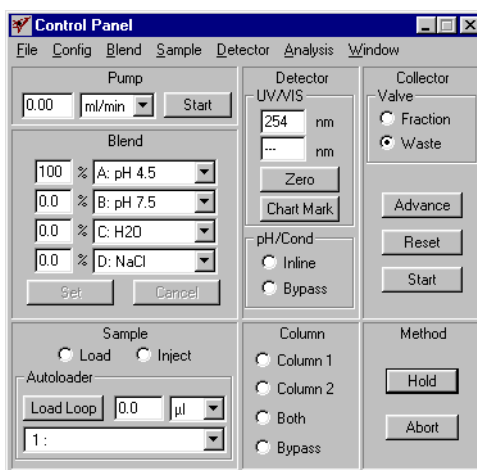 Control Panel
File Config Blend Sample Detector Analysis Window
Pump
0.00 ml/min Start
Blend
100 % A: pH 4.5
0.0 % B: pH 7.5
0.0 % C: H2O
0.0 % D: NaCl
Set Cancel
Detector
UV/VIS
254 nm
--- nm
Zero
Chart Mark
pH/Cond
Inline
Bypass
Collector
Valve
Fraction
Waste
Advance
Reset
Start
Sample
Load Inject
Autoloader
Load Loop 0.0 µl
1 :
Column
Column 1
Column 2
Both
Bypass
Method
Hold
Abort